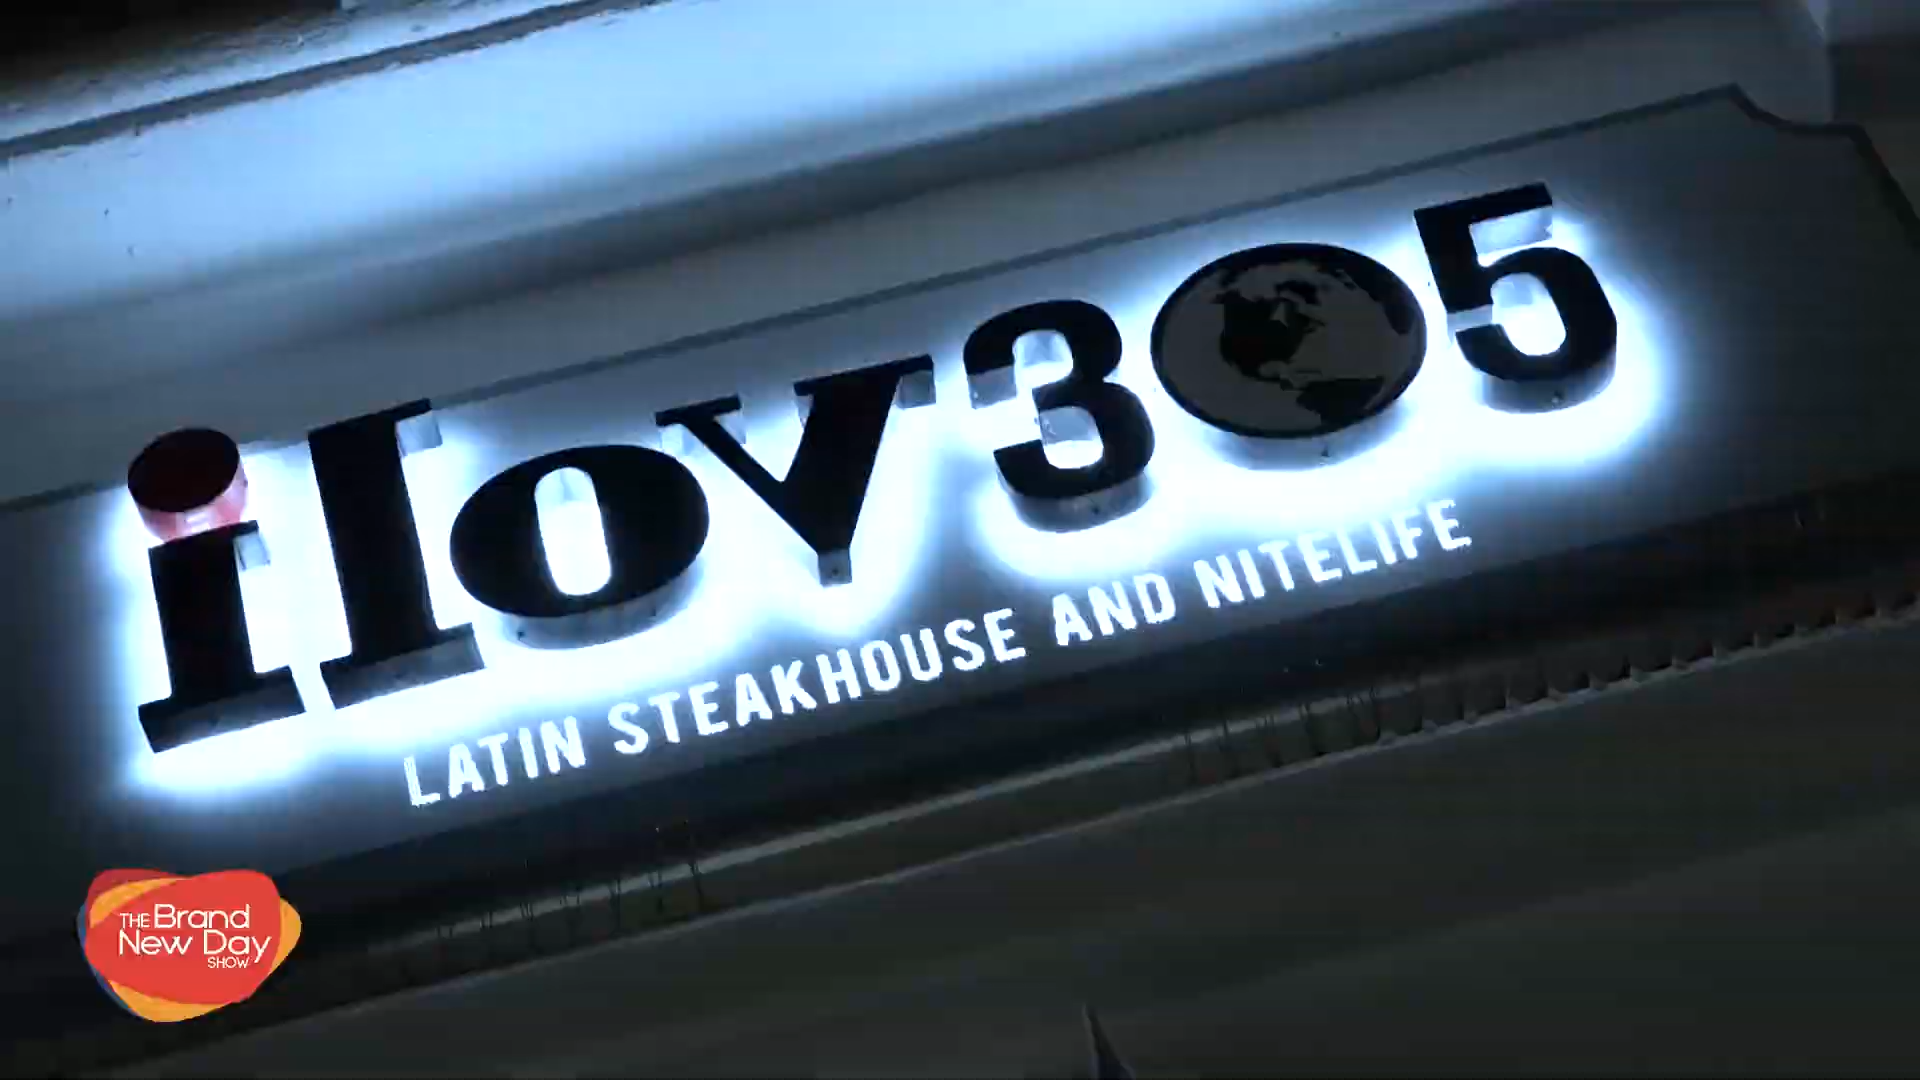 ilov305
LATIN STEAKHOUSE AND NITELIFE
THE Brand
New Day
SHOW